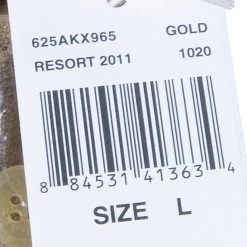 625AKX965 GOLD
RESORT 2011 1020
8 84531 41363 4
SIZE L